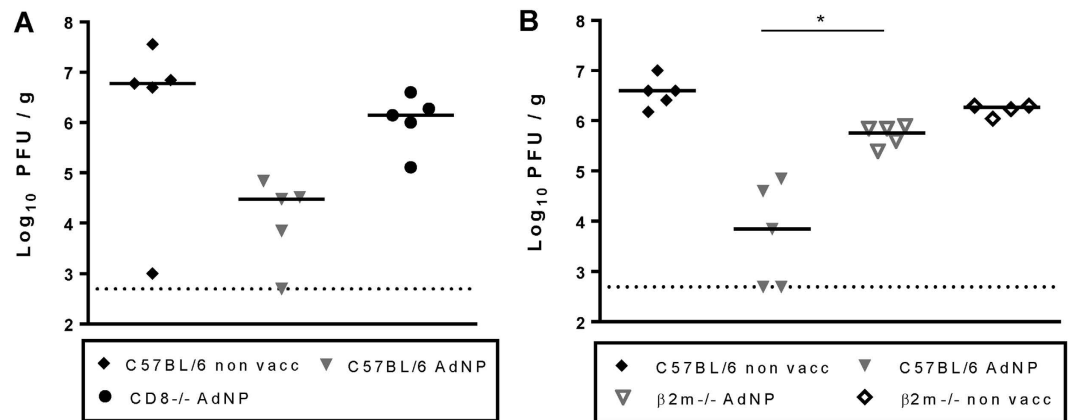 A
Log10 PFU / g
8
7
6
5
4
3
2
C57BL/6 non vacc
C57BL/6 AdNP
CD8-/- AdNP
B
Log10 PFU / g
8
7
6
5
4
3
2
*
C57BL/6 non vacc
C57BL/6 AdNP
β2m-/- AdNP
β2m-/- non vacc